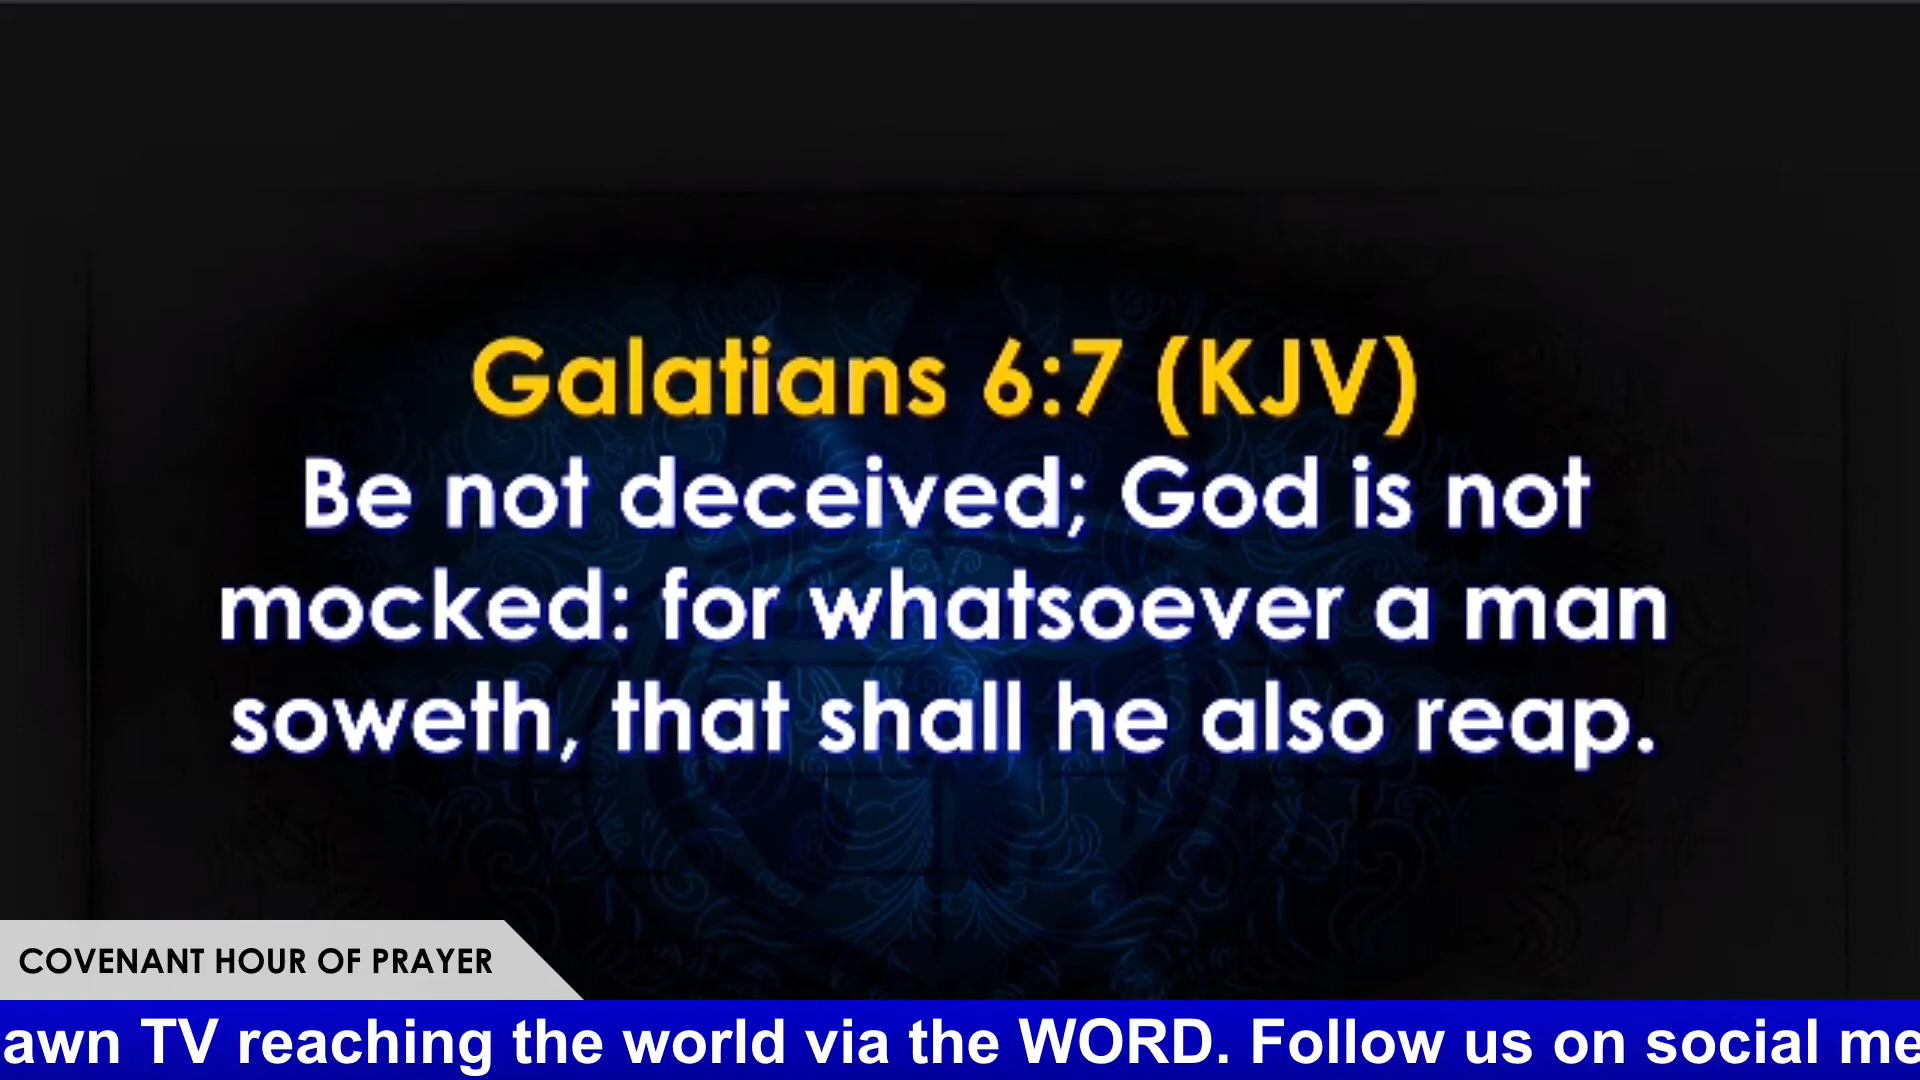 Galatians 6:7 (KJV)
Be not deceived; God is not
mocked: for whatsoever a man
soweth, that shall he also reap.
COVENANT HOUR OF PRAYER
awn TV reaching the world via the WORD. Follow us on social me